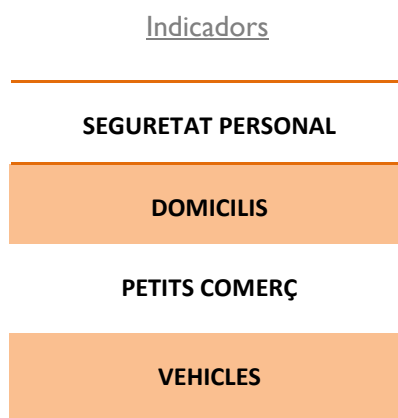 Indicadors
SEGURETAT PERSONAL
DOMICILIS
PETITS COMERÇ
VEHICLES